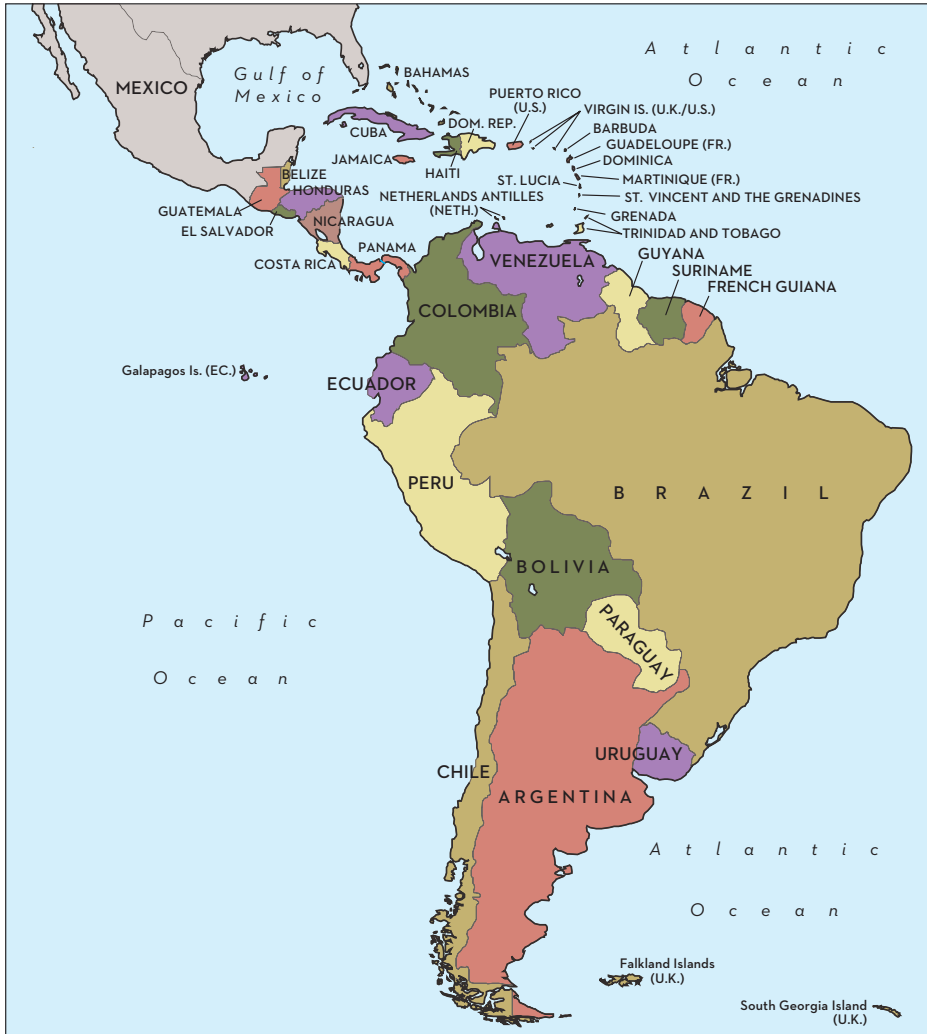 A t l a n t i c
O c e a n
MEXICO
Gulf of
Mexico
BAHAMAS
PUERTO RICO
(U.S.)
VIRGIN IS. (U.K./U.S.)
CUBA
DOM. REP.
BARBUDA
GUADELOUPE (FR.)
JAMAICA
HAITI
DOMINICA
BELIZE
MARTINIQUE (FR.)
ST. LUCIA
HONDURAS
NETHERLANDS ANTILLES
(NETH.)
ST. VINCENT AND THE GRENADINES
GUATEMALA
NICARAGUA
GRENADA
EL SALVADOR
TRINIDAD AND TOBAGO
PANAMA
COSTA RICA
VENEZUELA
GUYANA
SURINAME
FRENCH GUIANA
COLOMBIA
Galapagos Is. (EC.)
ECUADOR
PERU
B R A Z I L
BOLIVIA
P a c i f i c
O c e a n
PARAGUAY
URUGUAY
CHILE
ARGENTINA
A t l a n t i c
O c e a n
Falkland Islands
(U.K.)
South Georgia Island
(U.K.)